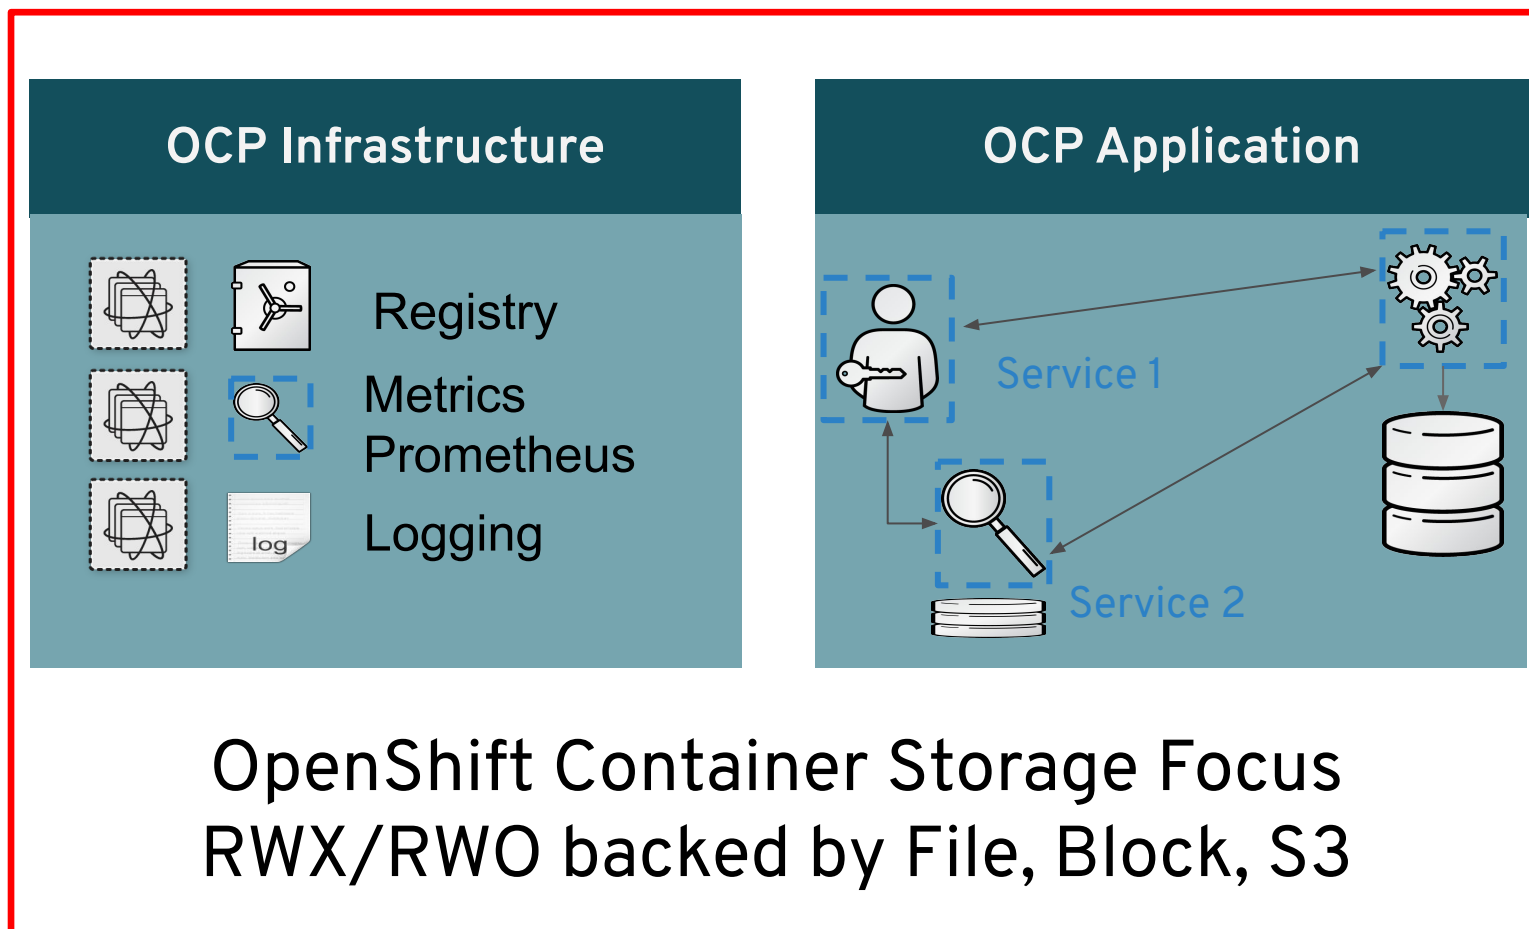 OCP Infrastructure
Registry
Metrics
Prometheus
log
Logging
OCP Application
Service 1
Service 2
OpenShift Container Storage Focus
RWX/RWO backed by File, Block, S3